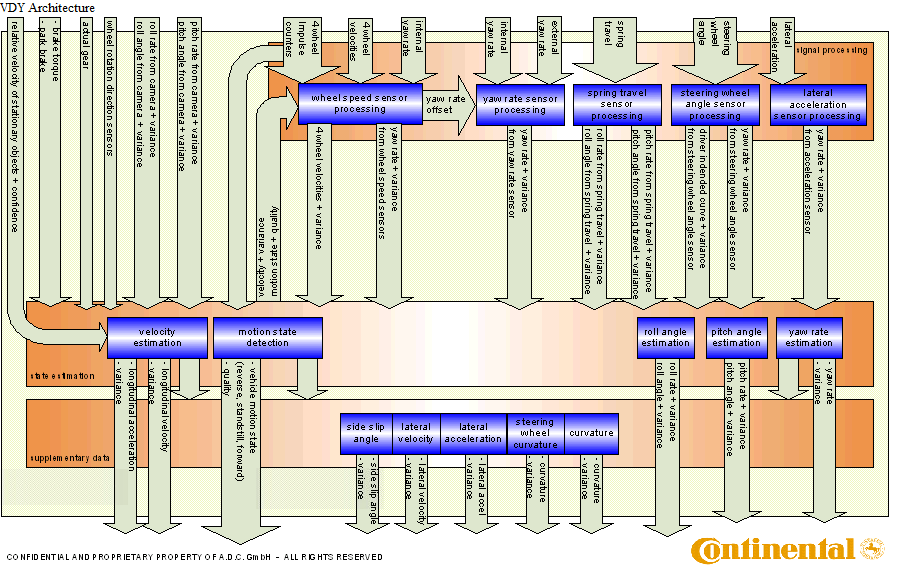 VDY Architecture
relative velocity of stationary objects + confidence
- brake torque
- park brake
actual gear
wheel rotation direction sensors
roll rate from camera + variance
roll angle from camera + variance
pitch rate from camera + variance
pitch angle from camera + variance
4 wheel
Impulse
counters
4 wheel
velocities
internal
yaw rate
internal
yaw rate
external
yaw rate
spring
travel
steering
wheel
angle
lateral
acceleration
signal processing
wheel speed sensor
processing
yaw rate
offset
yaw rate sensor
processing
spring travel
sensor
processing
steering wheel
angle sensor
processing
lateral
acceleration
sensor processing
velocity + variance
motion state + quality
4 wheel velocities + variance
yaw rate + variance
from wheel speed sensors
yaw rate + variance
from yaw rate sensor
roll rate from spring travel + variance
roll angle from spring travel + variance
pitch rate from spring travel + variance
pitch angle from spring travel + variance
driver indended curve + variance
from steering wheel angle sensor
yaw rate + variance
from steering wheel angle sensor
yaw rate + variance
from acceleration sensor
velocity
estimation
motion state
detection
roll angle
estimation
pitch angle
estimation
yaw rate
estimation
state estimation
- longitudinal acceleration
- variance
- longitudinal velocity
- variance
- vehicle motion state
(reverse, standstill, forward)
- quality
roll rate + variance
roll angle + variance
pitch rate + variance
pitch angle + variance
- yaw rate
- variance
side slip
angle
lateral
velocity
lateral
acceleration
steering
wheel
curvature
curvature
supplementary data
- side slip angle
- variance
- lateral velocity
- variance
- lateral accel
- variance
- curvature
- variance
- curvature
- variance
CONFIDENTIAL AND PROPRIETARY PROPERTY OF A.D.C. GmbH - ALL RIGHTS RESERVED
Continental